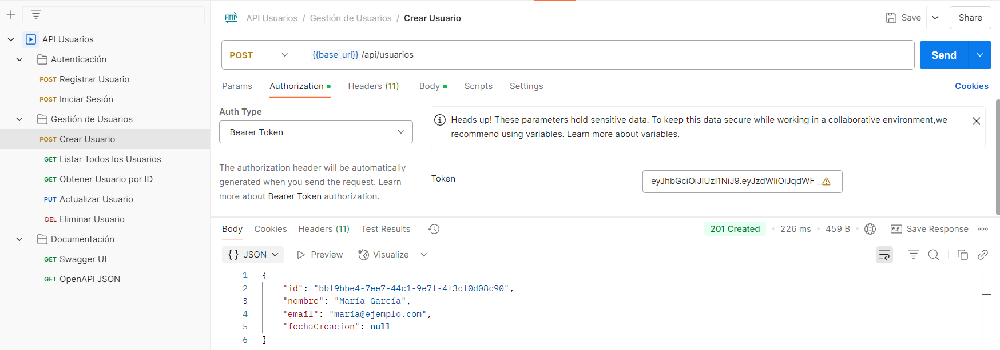 API Usuarios
Autenticación
POST Registrar Usuario
POST Iniciar Sesión
Gestión de Usuarios
POST Crear Usuario
GET Listar Todos los Usuarios
GET Obtener Usuario por ID
PUT Actualizar Usuario
DEL Eliminar Usuario
Documentación
GET Swagger UI
GET OpenAPI JSON
HTTP API Usuarios / Gestión de Usuarios / Crear Usuario
Save
Share
POST {{base_url}} /api/usuarios
Send
Params Authorization Headers (11) Body Scripts Settings Cookies
Auth Type
Bearer Token
The authorization header will be automatically
generated when you send the request. Learn
more about Bearer Token authorization.
Heads up! These parameters hold sensitive data. To keep this data secure while working in a collaborative environment,we
recommend using variables. Learn more about variables.
Token
Body Cookies Headers (11) Test Results 201 Created • 226 ms • 459 B • e.g. Save Response
{} JSON Preview Visualize
1 {
2 "id": "bbf9bbe4-7ee7-44c1-9e7f-4f3cf0d08c90",
3 "nombre": "María García",
4 "email": "maria@ejemplo.com",
5 "fechaCreacion": null
6 }